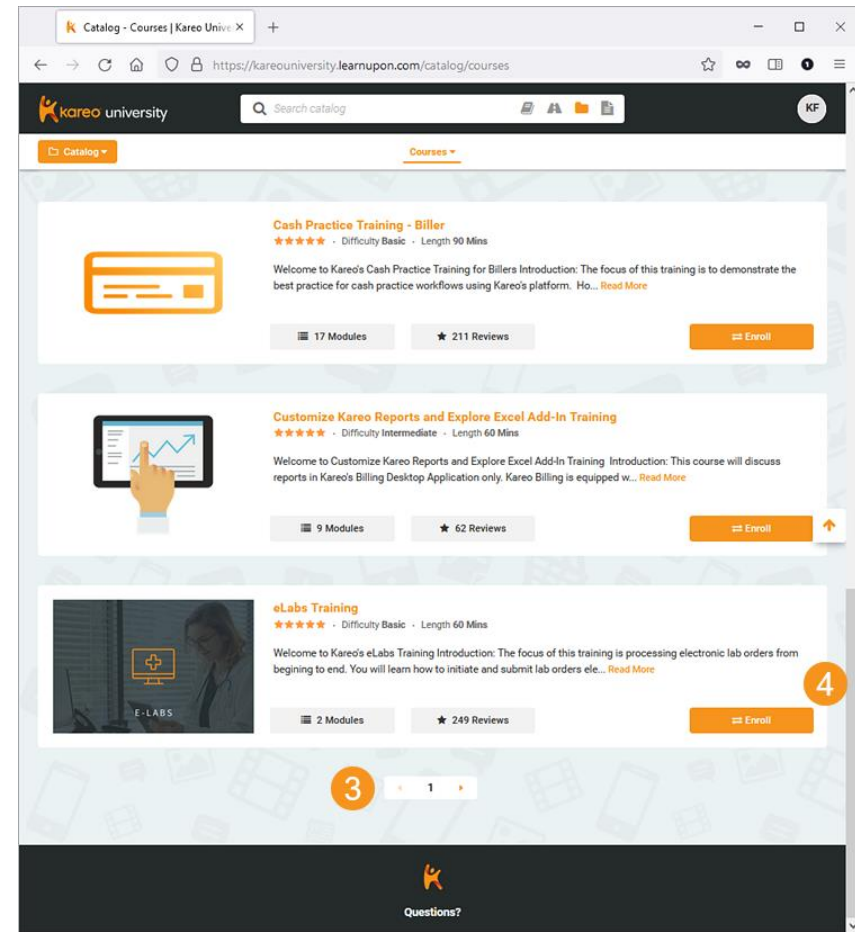 Catalog - Courses | Kareo Unive
https://kareouniversity.learnupon.com/catalog/courses
kareo university
Search catalog
KF
Catalog
Courses
Cash Practice Training - Biller
Difficulty Basic · Length 90 Mins
Welcome to Kareo's Cash Practice Training for Billers Introduction: The focus of this training is to demonstrate the
best practice for cash practice workflows using Kareo's platform. Ho... Read More
17 Modules
211 Reviews
Enroll
Customize Kareo Reports and Explore Excel Add-In Training
Difficulty Intermediate · Length 60 Mins
Welcome to Customize Kareo Reports and Explore Excel Add-In Training Introduction: This course will discuss
reports in Kareo's Billing Desktop Application only. Kareo Billing is equipped w... Read More
9 Modules
62 Reviews
Enroll
eLabs Training
Difficulty Basic · Length 60 Mins
Welcome to Kareo's eLabs Training Introduction: The focus of this training is processing electronic lab orders from
begining to end. You will learn how to initiate and submit lab orders ele... Read More
4
E-LABS
2 Modules
249 Reviews
Enroll
3
1
Questions?